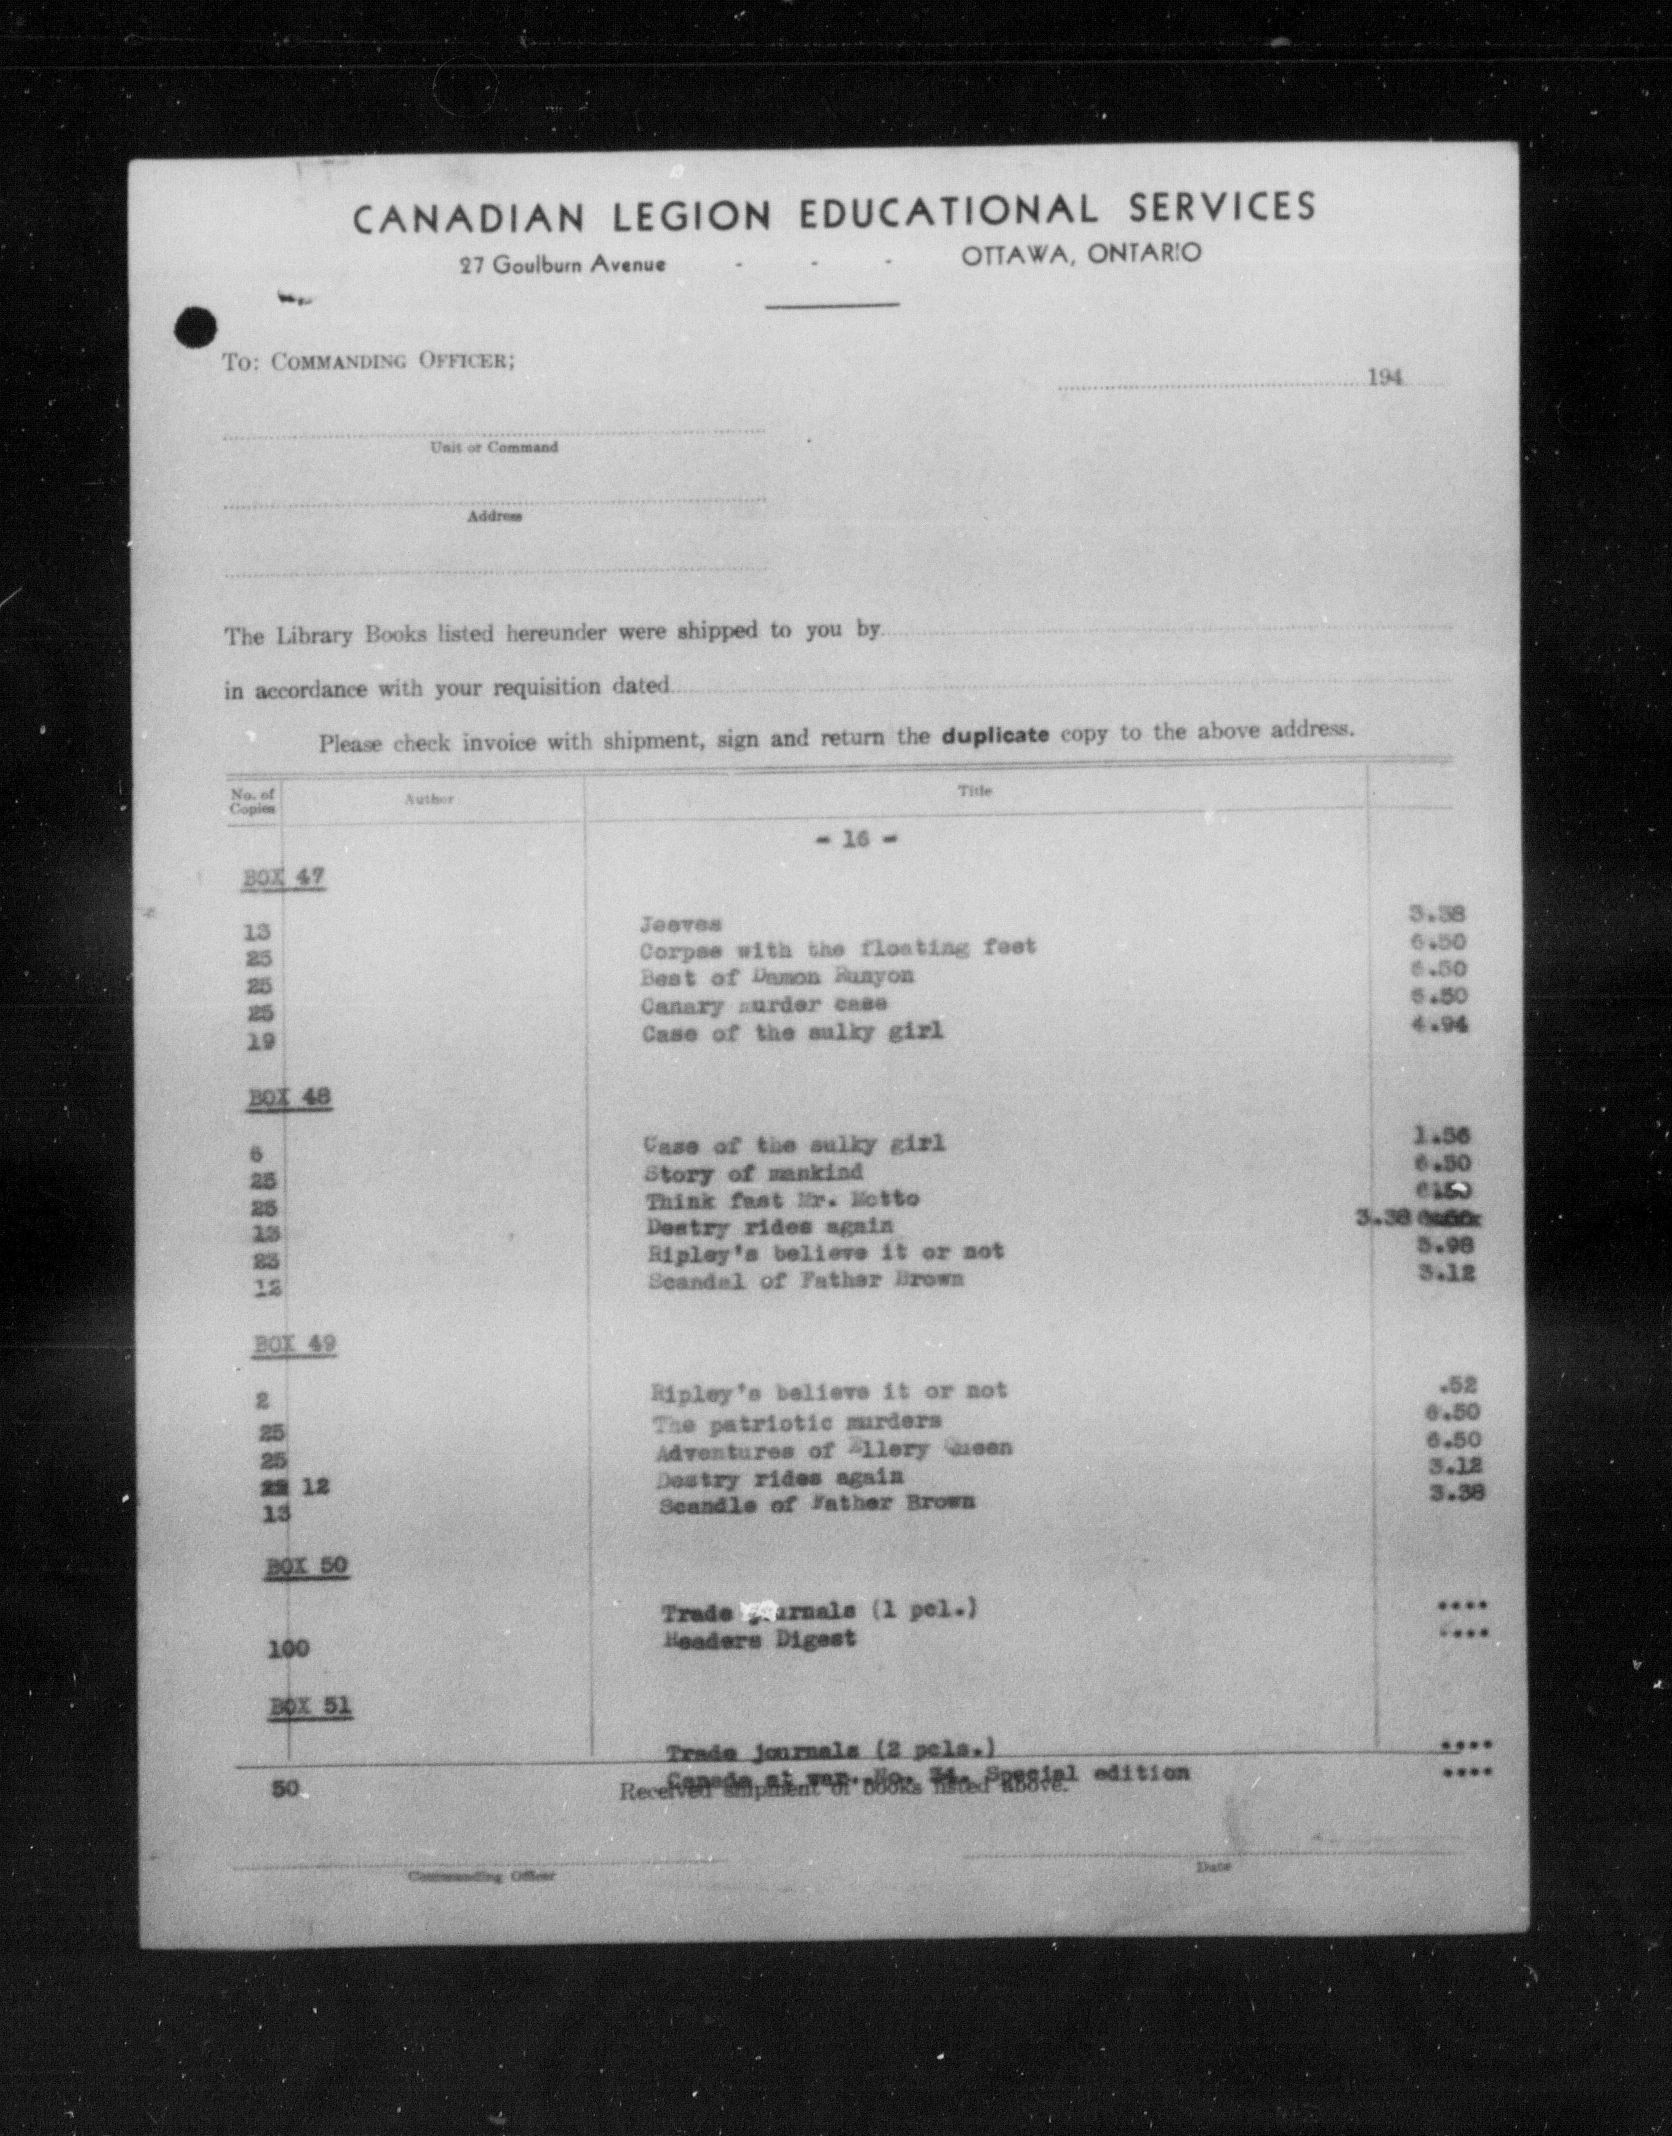 CANADIAN LEGION EDUCATIONAL SERVICES
27 Goulburn Avenue - - - OTTAWA, ONTARIO
To: Commanding Officer;
194
Unit or Command
Address
The Library Books listed hereunder were shipped to you by
in accordance with your requisition dated
Please check invoice with shipment, sign and return the duplicate copy to the above address.
No. of Copies Author Title
- 16 -
BOX 47
13 Jeeves 3.38
25 Corpse with the floating feet 6.50
25 Best of Damon Runyon 6.50
25 Canary murder case 6.50
19 Case of the sulky girl 4.94
BOX 48
6 Case of the sulky girl 1.56
25 Story of mankind 6.50
25 Think fast Mr. Motto 6150
13 Destry rides again 3.38
23 Ripley's believe it or not 5.98
12 Scandal of Father Brown 3.12
BOX 49
2 Ripley's believe it or not .52
25 The patriotic murders 6.50
25 Adventures of Ellery Queen 6.50
12 Destry rides again 3.12
13 Scandle of Father Brown 3.38
BOX 50
Trade journals (1 pcl.) ....
100 Readers Digest ....
BOX 51
Trade journals (2 pcls.) ....
50 Canada at war. No. 34. Special edition ....
Received shipment of books listed above.
Commanding Officer Date